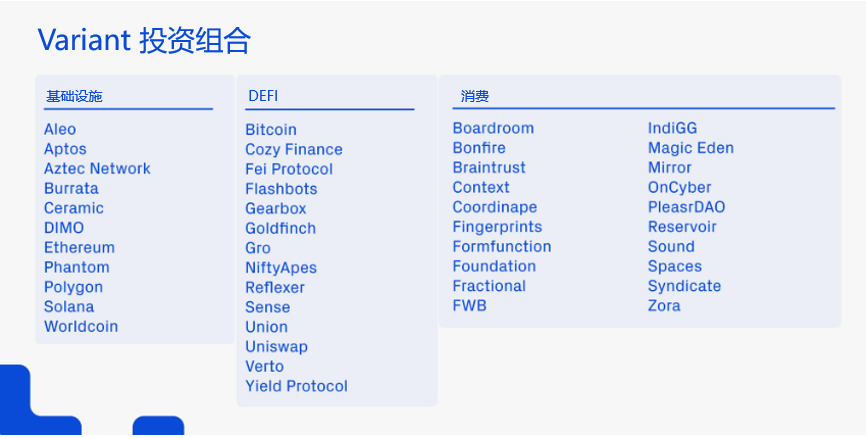 Variant 投资组合
基础设施
Aleo
Aptos
Aztec Network
Burrata
Ceramic
DIMO
Ethereum
Phantom
Polygon
Solana
Worldcoin
DEFI
Bitcoin
Cozy Finance
Fei Protocol
Flashbots
Gearbox
Goldfinch
Gro
NiftyApes
Reflexer
Sense
Union
Uniswap
Verto
Yield Protocol
消费
Boardroom
Bonfire
Braintrust
Context
Coordinape
Fingerprints
Formfunction
Foundation
Fractional
FWB
IndiGG
Magic Eden
Mirror
OnCyber
PleasrDAO
Reservoir
Sound
Spaces
Syndicate
Zora